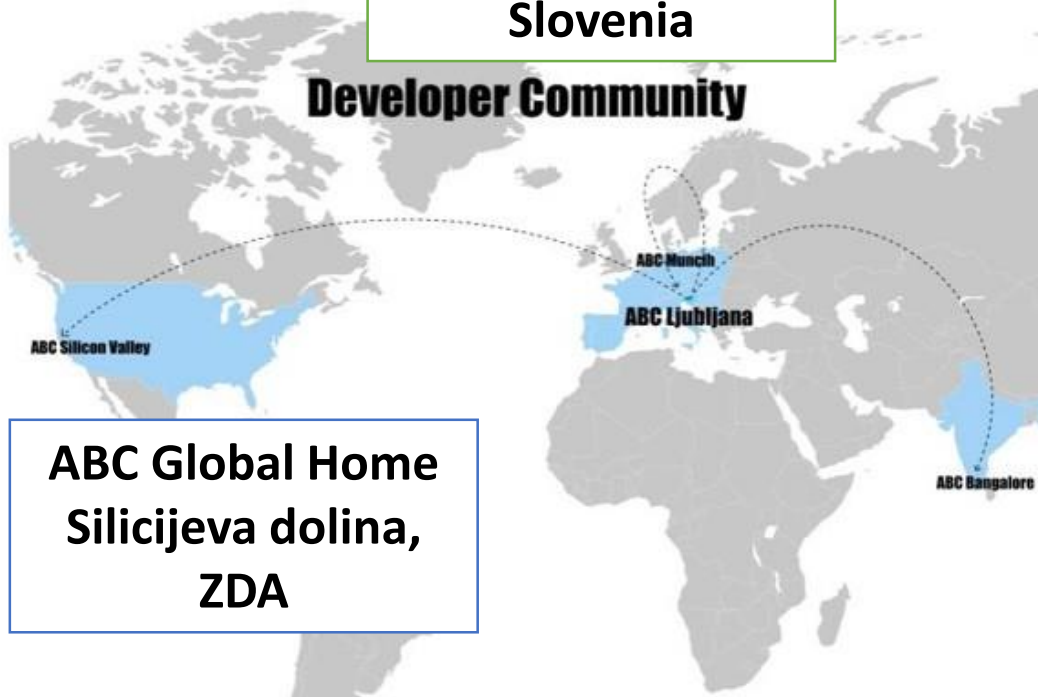 Slovenia
Developer Community
ABC Muncih
ABC Ljubljana
ABC Silicon Valley
ABC Bangalore
ABC Global Home
Silicijeva dolina,
ZDA